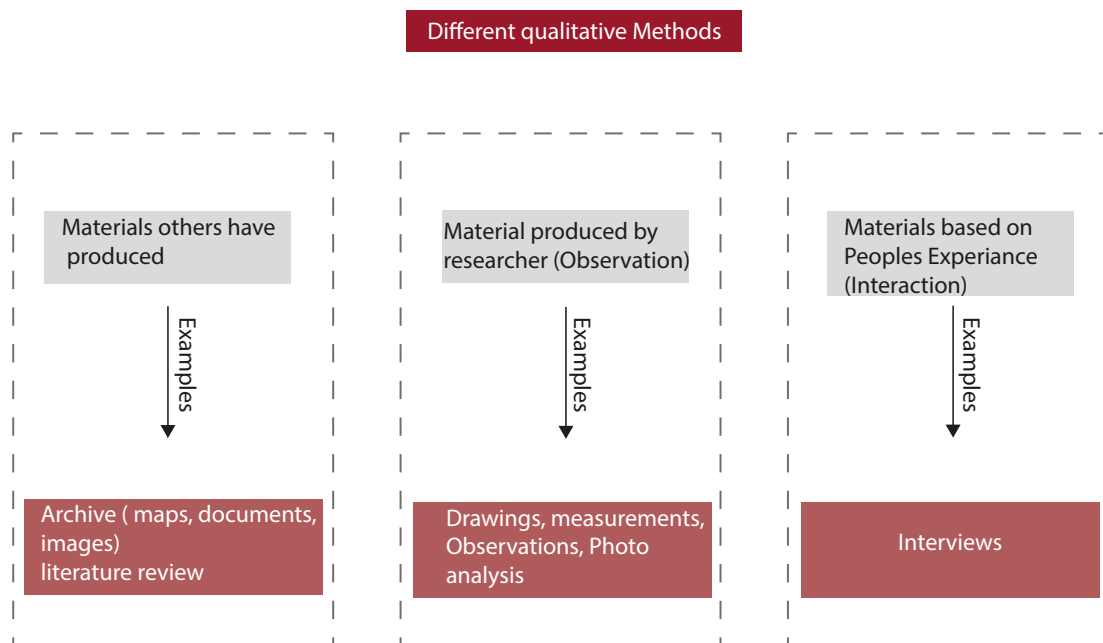 Different qualitative Methods
Materials others have
produced
Examples
Archive ( maps, documents,
images)
literature review
Material produced by
researcher (Observation)
Examples
Drawings, measurements,
Observations, Photo
analysis
Materials based on
Peoples Experiance
(Interaction)
Examples
Interviews